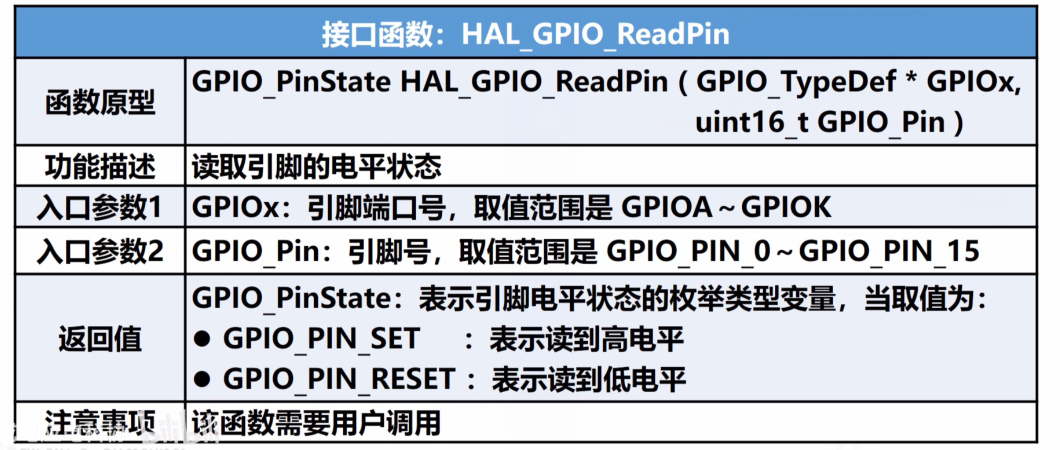 接口函数：HAL_GPIO_ReadPin
函数原型
GPIO_PinState HAL_GPIO_ReadPin ( GPIO_TypeDef * GPIOx,
uint16_t GPIO_Pin )
功能描述
读取引脚的电平状态
入口参数1
GPIOx：引脚端口号，取值范围是 GPIOA～GPIOK
入口参数2
GPIO_Pin：引脚号，取值范围是 GPIO_PIN_0～GPIO_PIN_15
返回值
GPIO_PinState：表示引脚电平状态的枚举类型变量，当取值为：
● GPIO_PIN_SET ：表示读到高电平
● GPIO_PIN_RESET ：表示读到低电平
注意事项
该函数需要用户调用